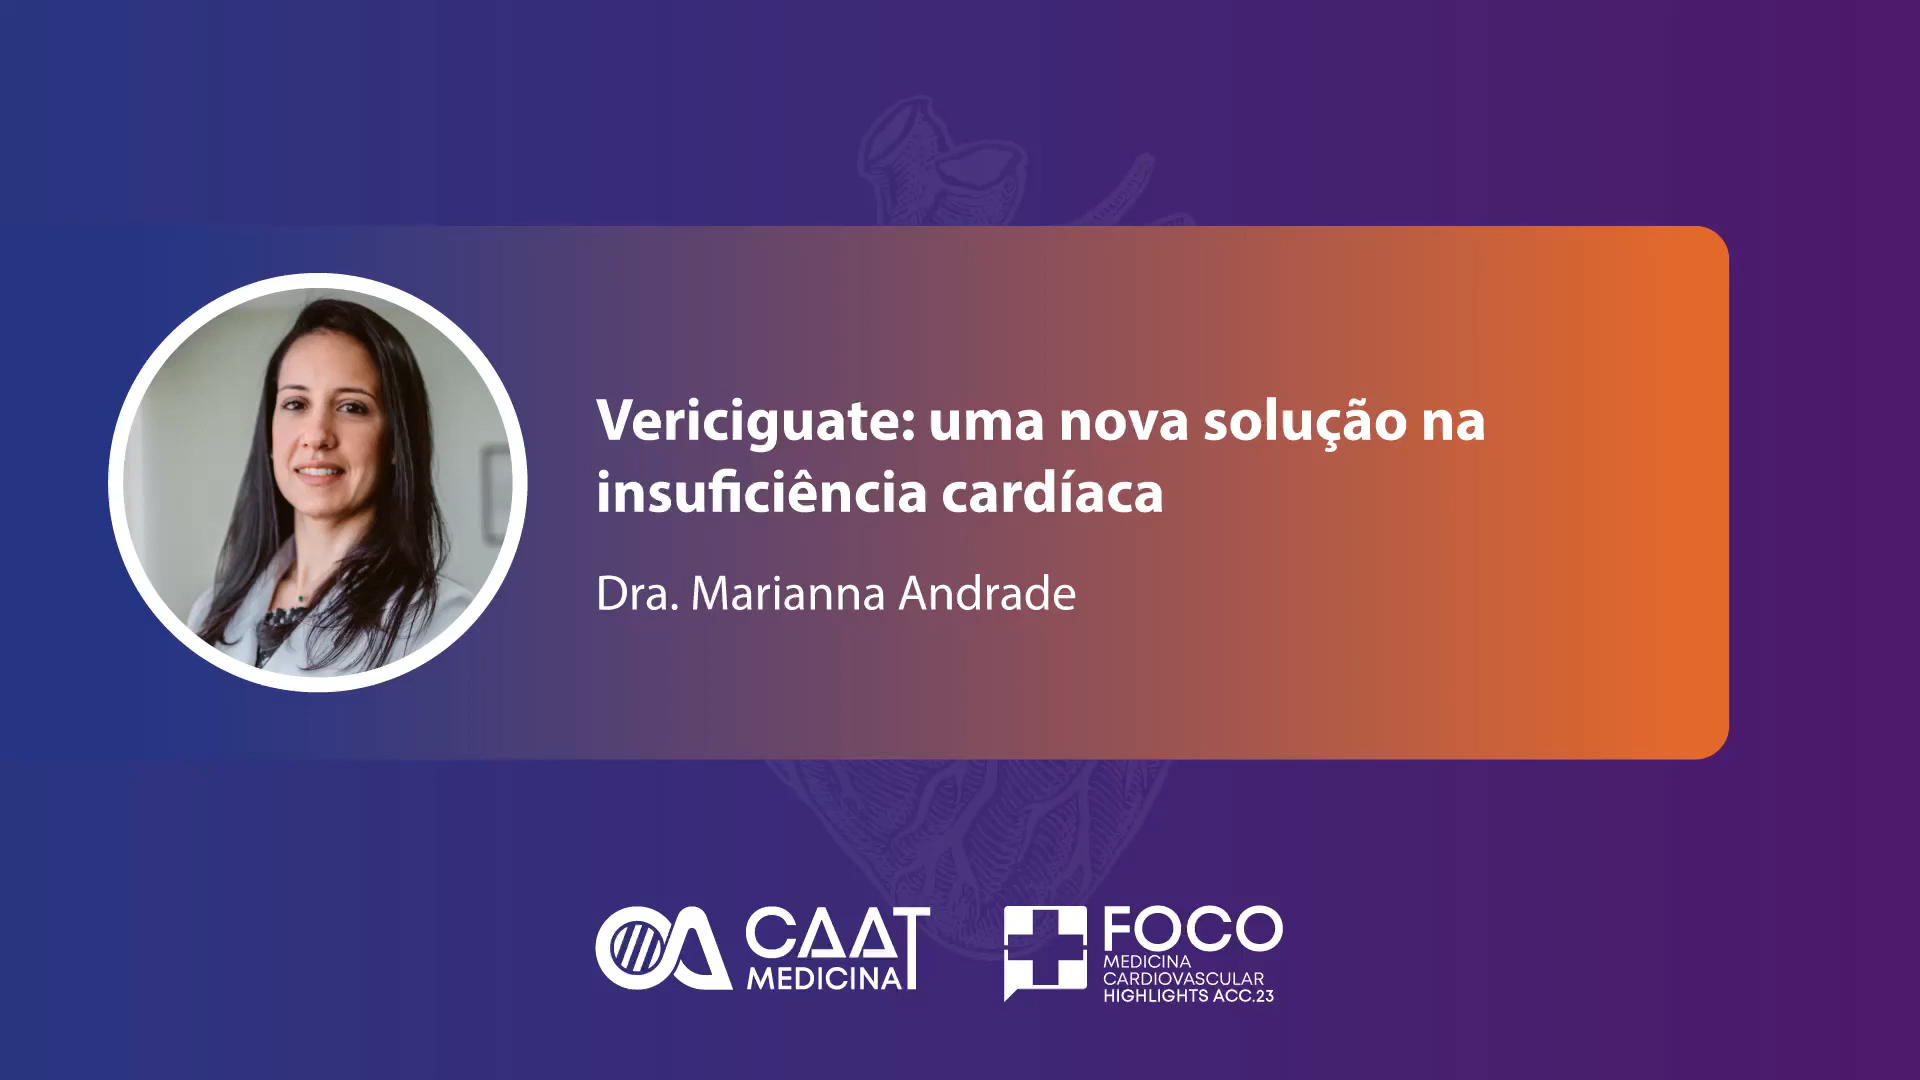 Vericiguate: uma nova solução na
insuficiência cardíaca
Dra. Marianna Andrade
CAAT
MEDICINA
FOCO
MEDICINA
CARDIOVASCULAR
HIGHLIGHTS ACC.23